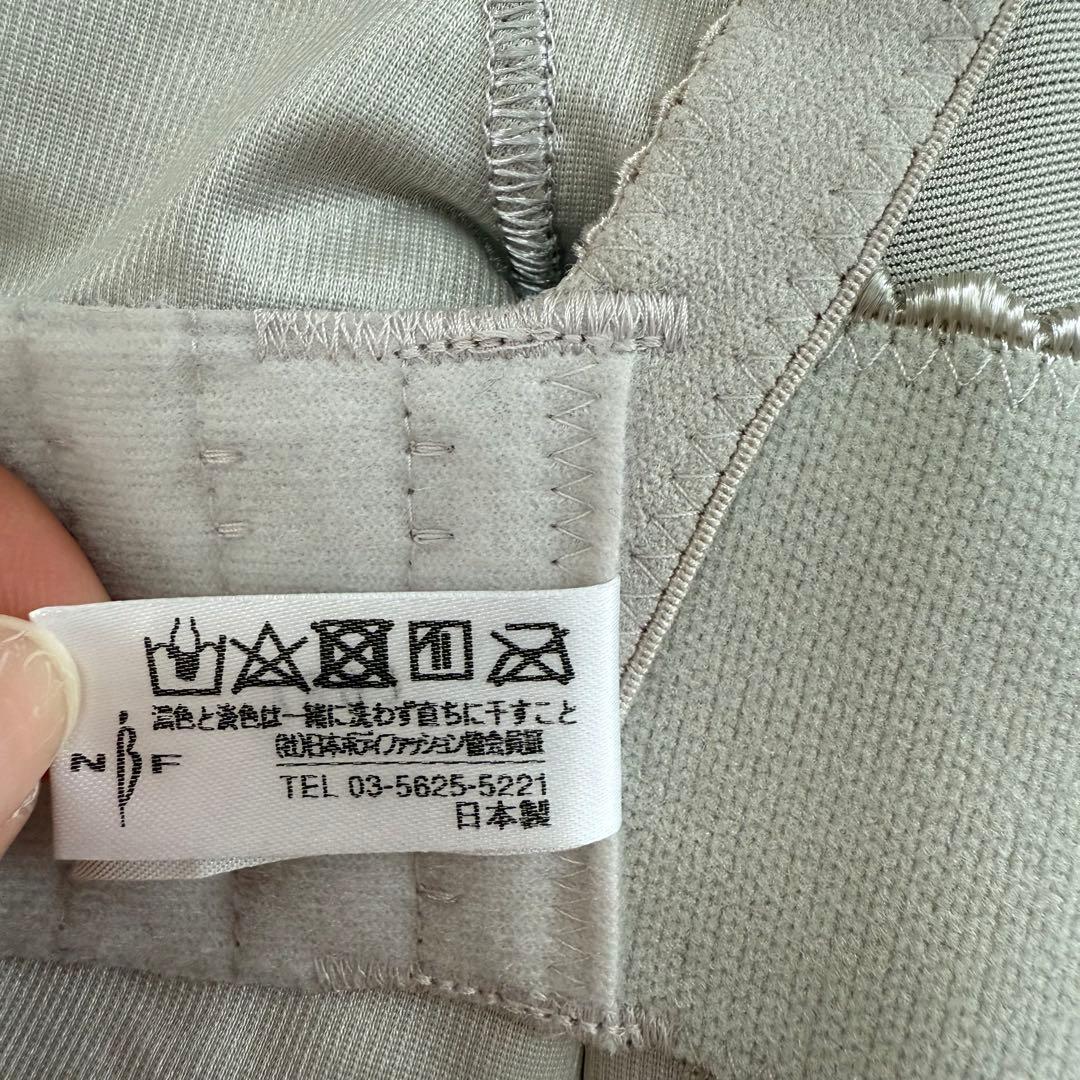 濃色と淡色は一緒に洗わず直ちに干すこと
(社)日本ボディファッション協会会員証
NBF
TEL 03-5625-5221
日本製